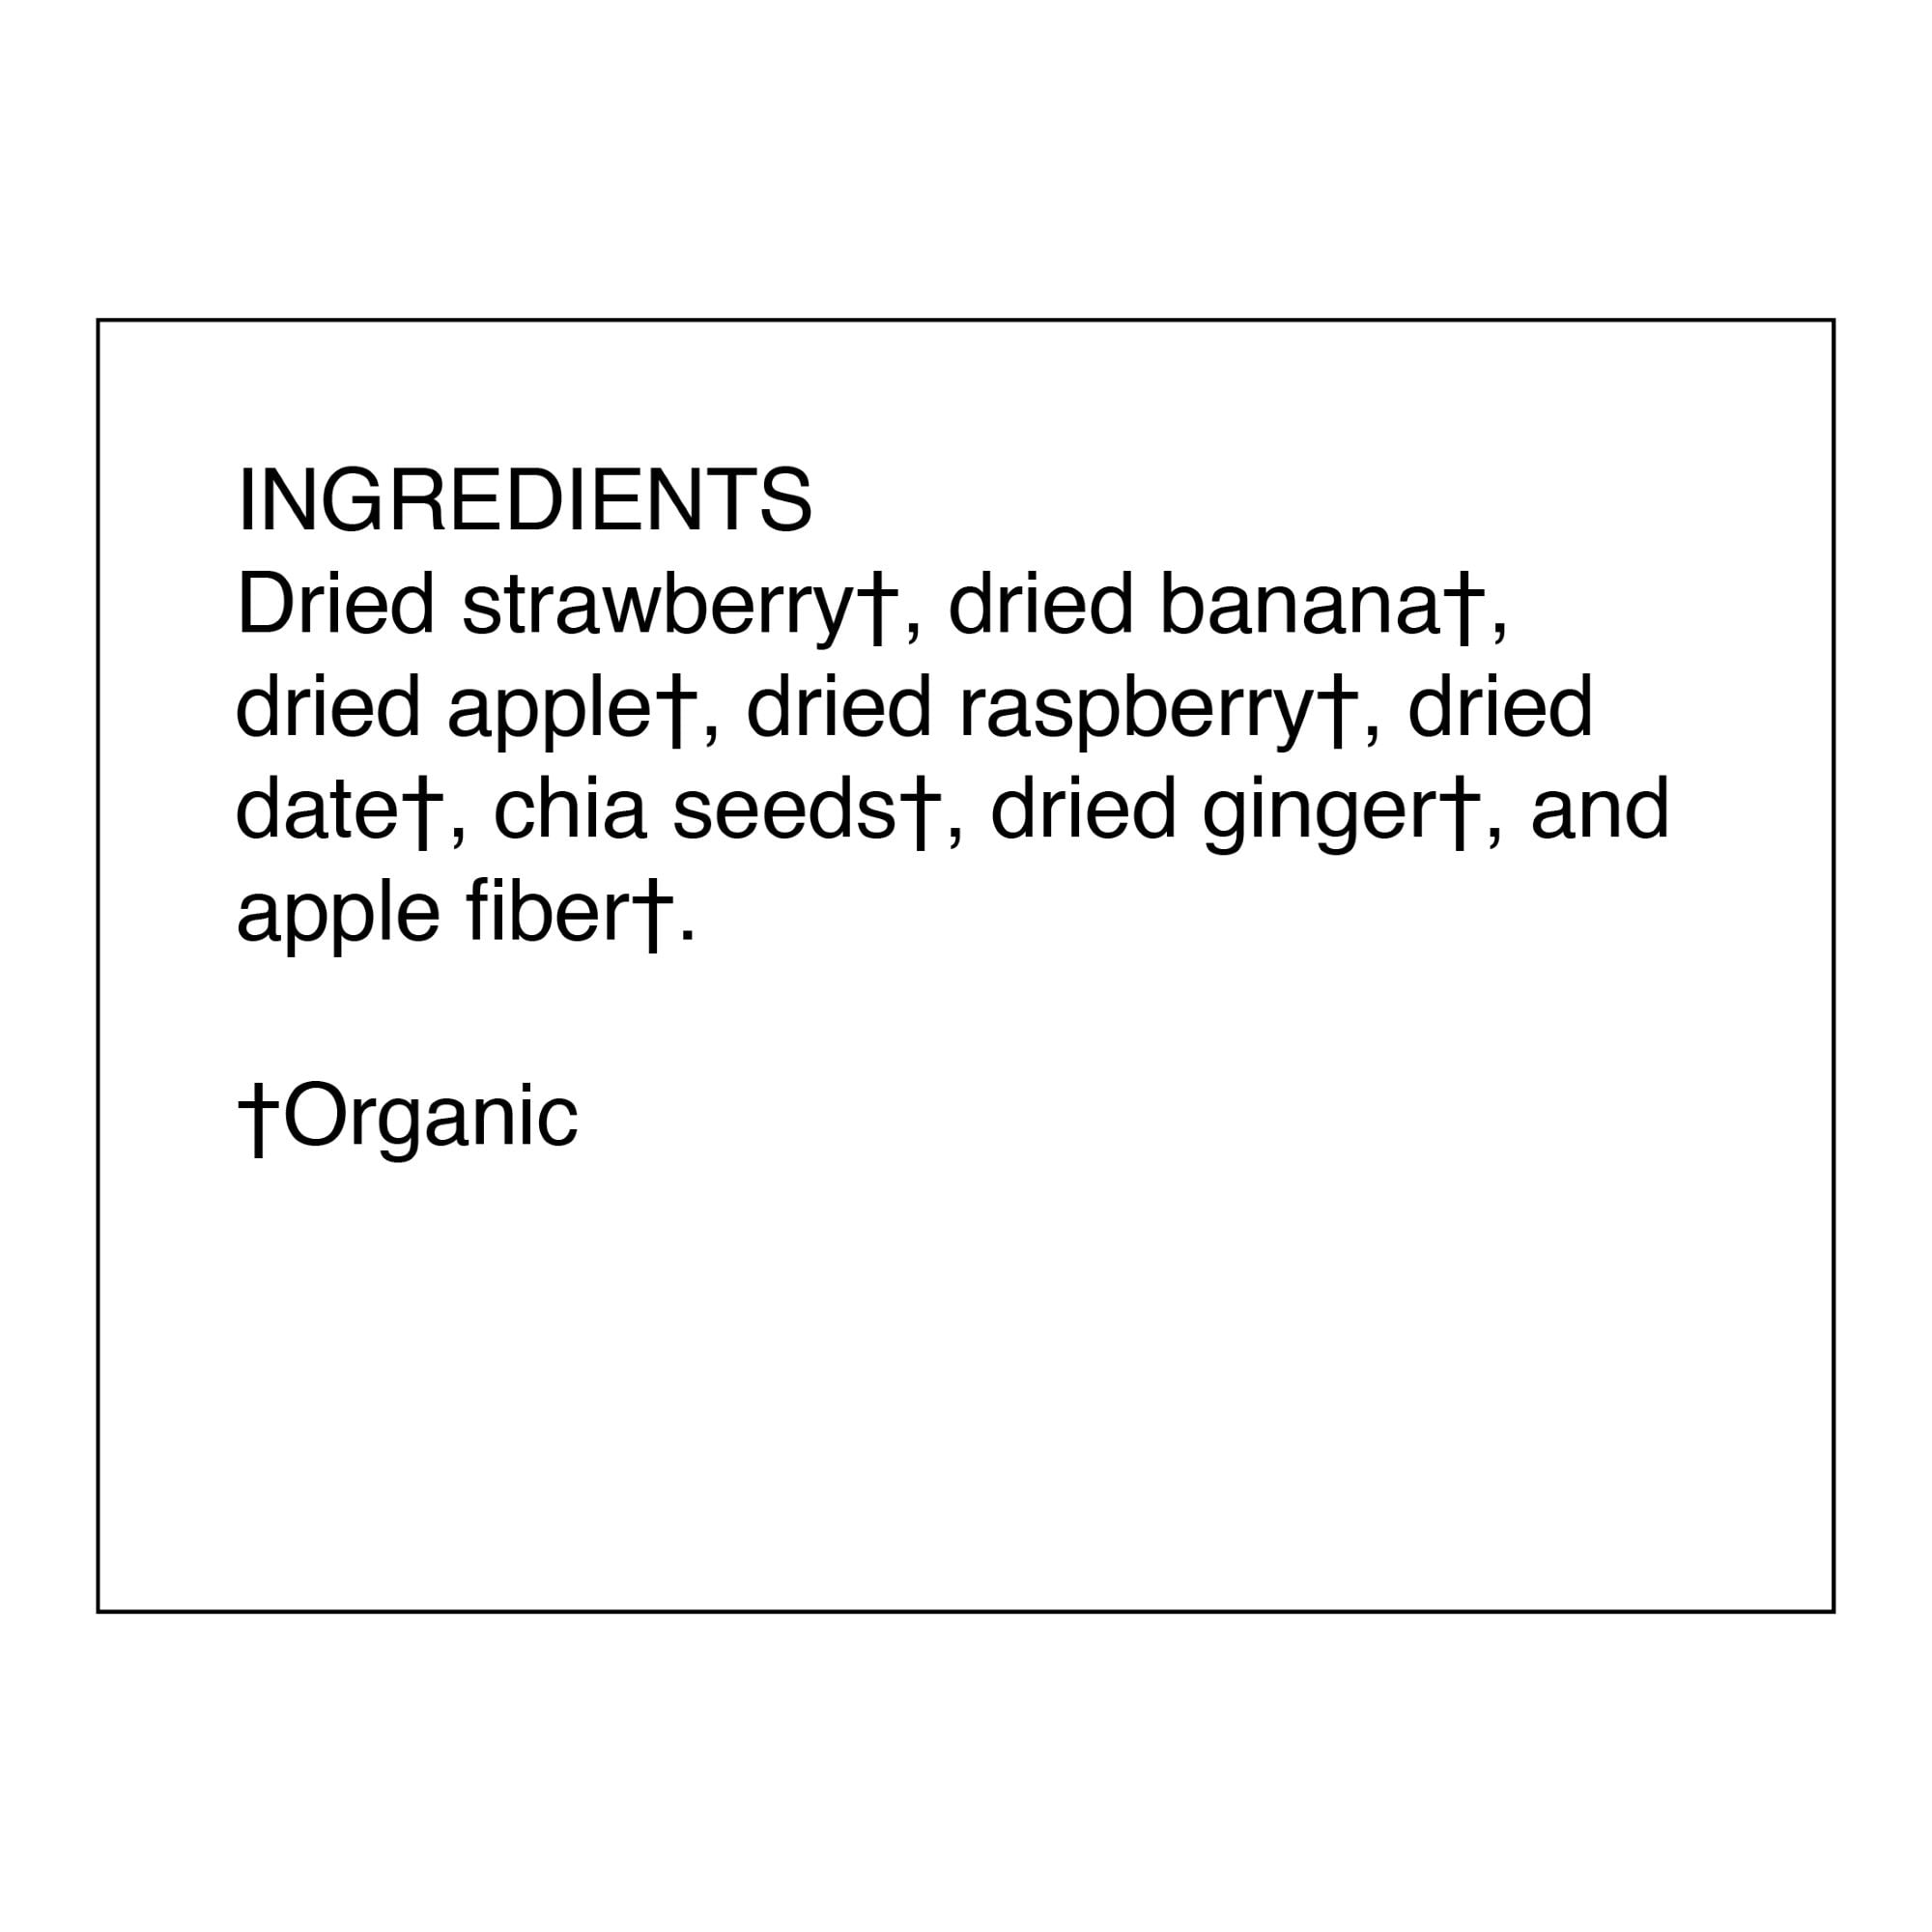 INGREDIENTS
Dried strawberry†, dried banana†,
dried apple†, dried raspberry†, dried
date†, chia seeds†, dried ginger†, and
apple fiber†.
†Organic